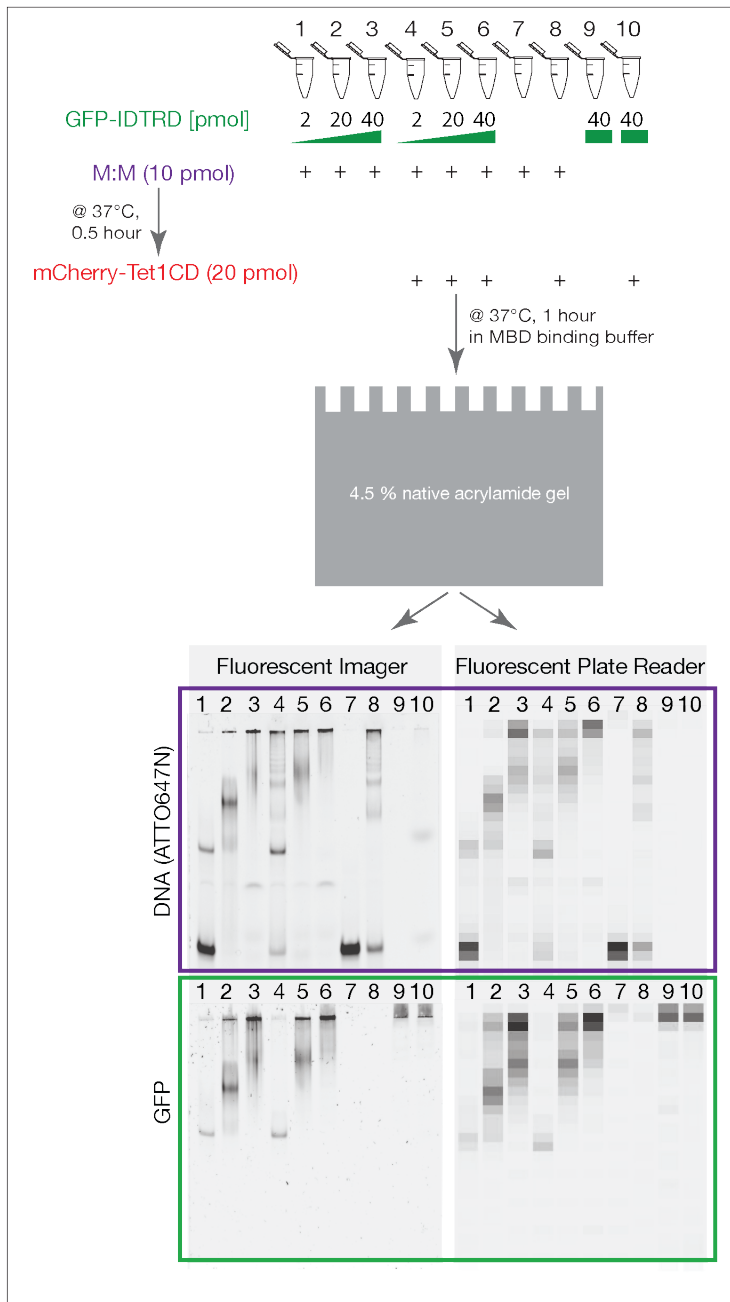 1 2 3 4 5 6 7 8 9 10
GFP-IDTRD [pmol] 2 20 40 2 20 40 40 40
M:M (10 pmol) + + + + + + + +
@ 37°C,
0.5 hour
mCherry-Tet1CD (20 pmol) + + + + +
@ 37°C, 1 hour
in MBD binding buffer
4.5 % native acrylamide gel
Fluorescent Imager Fluorescent Plate Reader
1 2 3 4 5 6 7 8 9 10 1 2 3 4 5 6 7 8 9 10
DNA (ATTO647N)
1 2 3 4 5 6 7 8 9 10 1 2 3 4 5 6 7 8 9 10
GFP